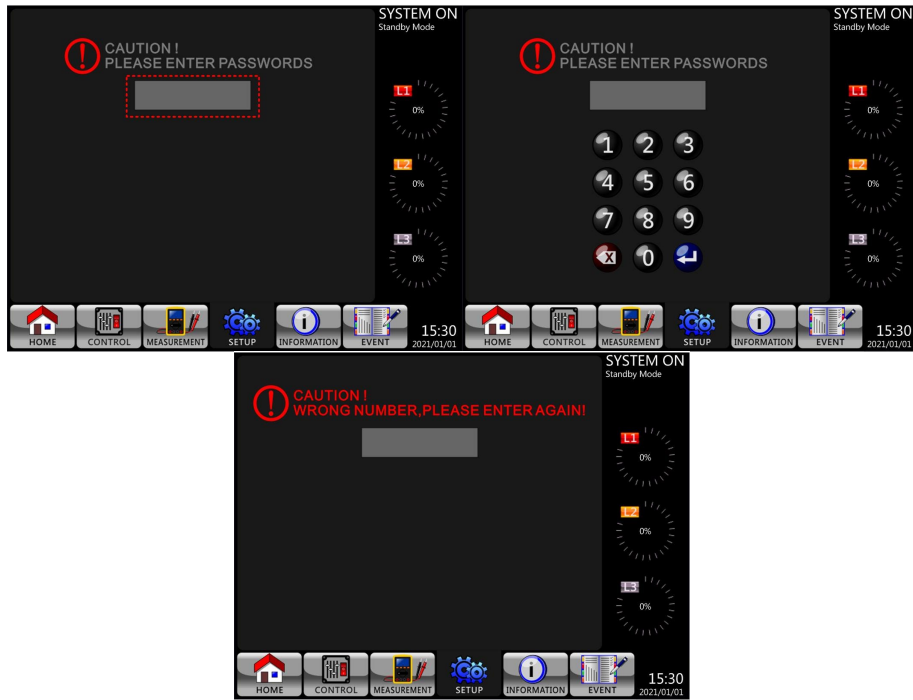 SYSTEM ON
Standby Mode
CAUTION !
PLEASE ENTER PASSWORDS
L1
0%
L2
0%
L3
0%
HOME
CONTROL
MEASUREMENT
SETUP
INFORMATION
EVENT
15:30
2021/01/01
SYSTEM ON
Standby Mode
CAUTION !
PLEASE ENTER PASSWORDS
1 2 3
4 5 6
7 8 9
X 0
L1
0%
L2
0%
L3
0%
HOME
CONTROL
MEASUREMENT
SETUP
INFORMATION
EVENT
15:30
2021/01/01
SYSTEM ON
Standby Mode
CAUTION !
WRONG NUMBER,PLEASE ENTER AGAIN!
L1
0%
L2
0%
L3
0%
HOME
CONTROL
MEASUREMENT
SETUP
INFORMATION
EVENT
15:30
2021/01/01